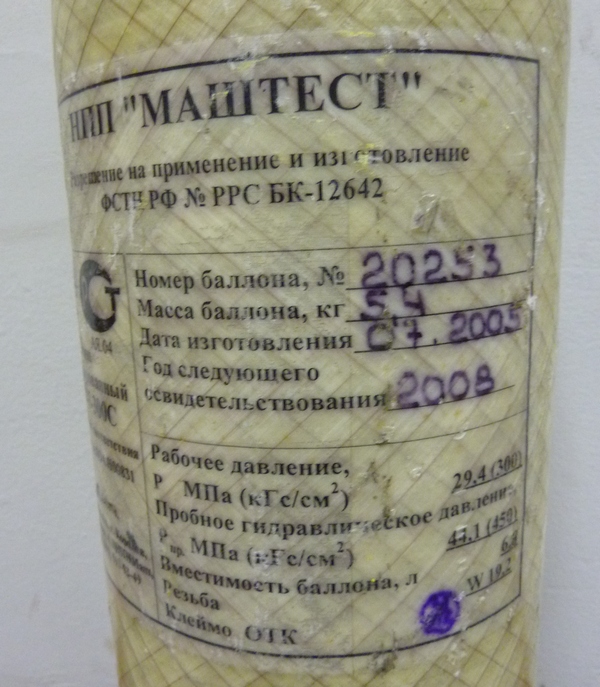 НПП "МАШТЕСТ"
Разрешение на применение и изготовление
ФСТН РФ № РРС БК-12642
Номер баллона, № 20253
Масса баллона, кг 5,4
Дата изготовления 07.2005
Год следующего
освидетельствования 2008
Рабочее давление,
Р МПа (кГс/см²) 29,4 (300)
Пробное гидравлическое давление,
Рпр. МПа (кГс/см²) 44,1 (450)
Вместимость баллона, л 6,8
Резьба W 19,2
Клеймо ОТК